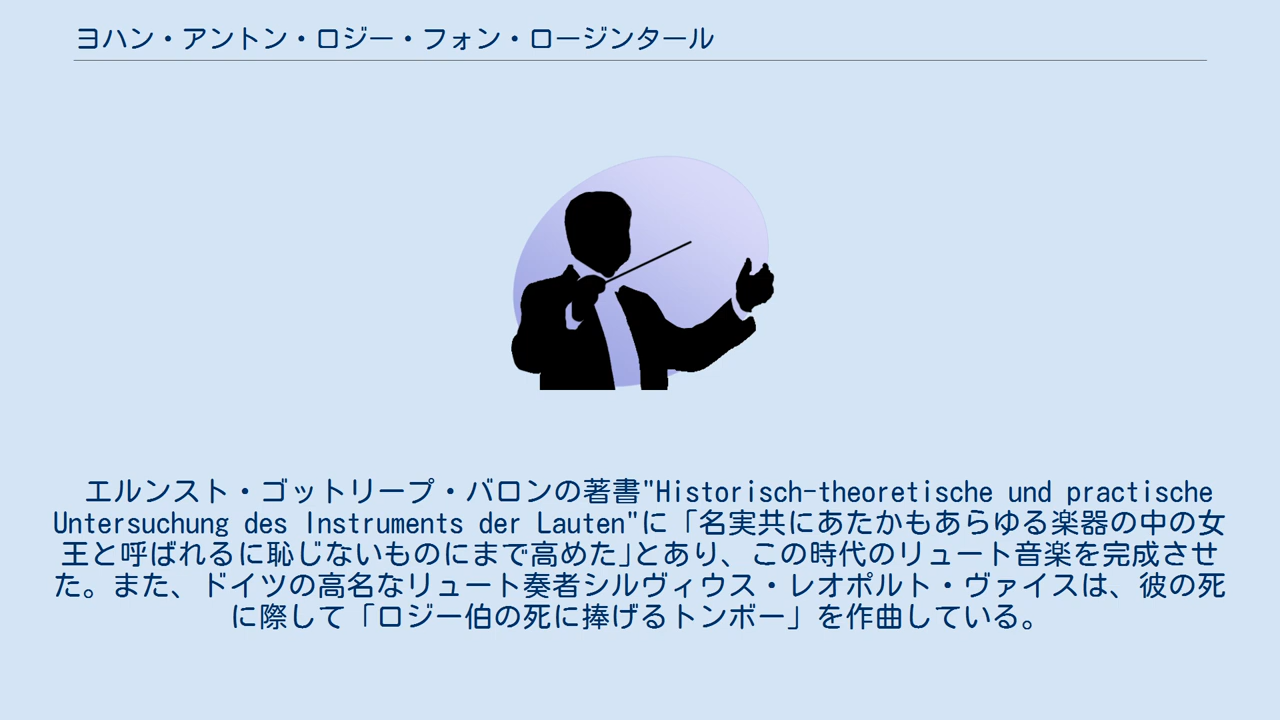 ヨハン・アントン・ロジー・フォン・ロージンタール
エルンスト・ゴットリープ・バロンの著書"Historisch-theoretische und practische
Untersuchung des Instruments der Lauten"に「名実共にあたかもあらゆる楽器の中の女
王と呼ばれるに恥じないものにまで高めた｣とあり、この時代のリュート音楽を完成させ
た。また、ドイツの高名なリュート奏者シルヴィウス・レオポルト・ヴァイスは、彼の死
に際して「ロジー伯の死に捧げるトンボー」を作曲している。